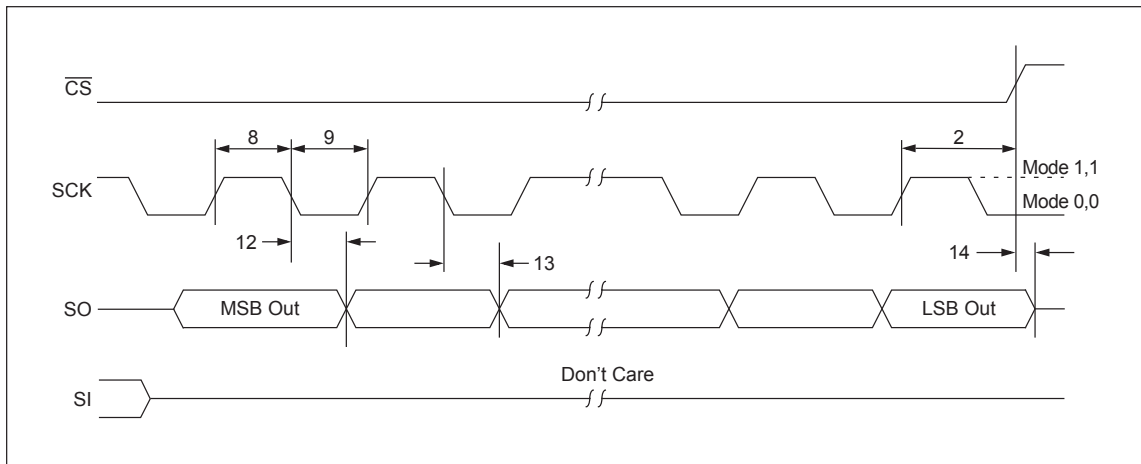 CS
8
9
2
SCK
Mode 1,1
Mode 0,0
12
13
14
SO
MSB Out
LSB Out
Don't Care
SI